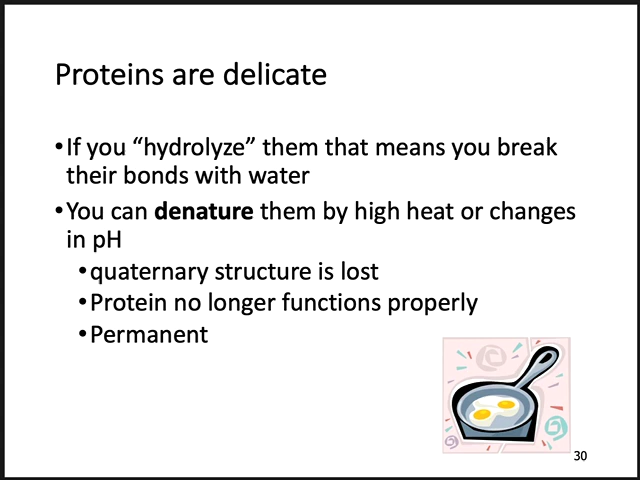 Proteins are delicate
•If you “hydrolyze” them that means you break
their bonds with water
•You can denature them by high heat or changes
in pH
•quaternary structure is lost
•Protein no longer functions properly
•Permanent
30